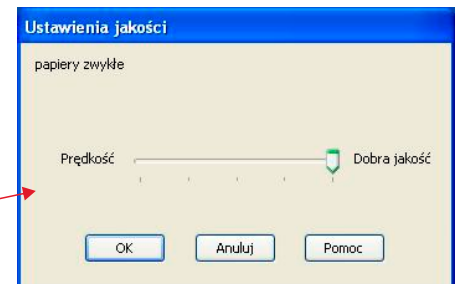 Ustawienia jakości
papiery zwykłe
Prędkość Dobra jakość
OK Anuluj Pomoc